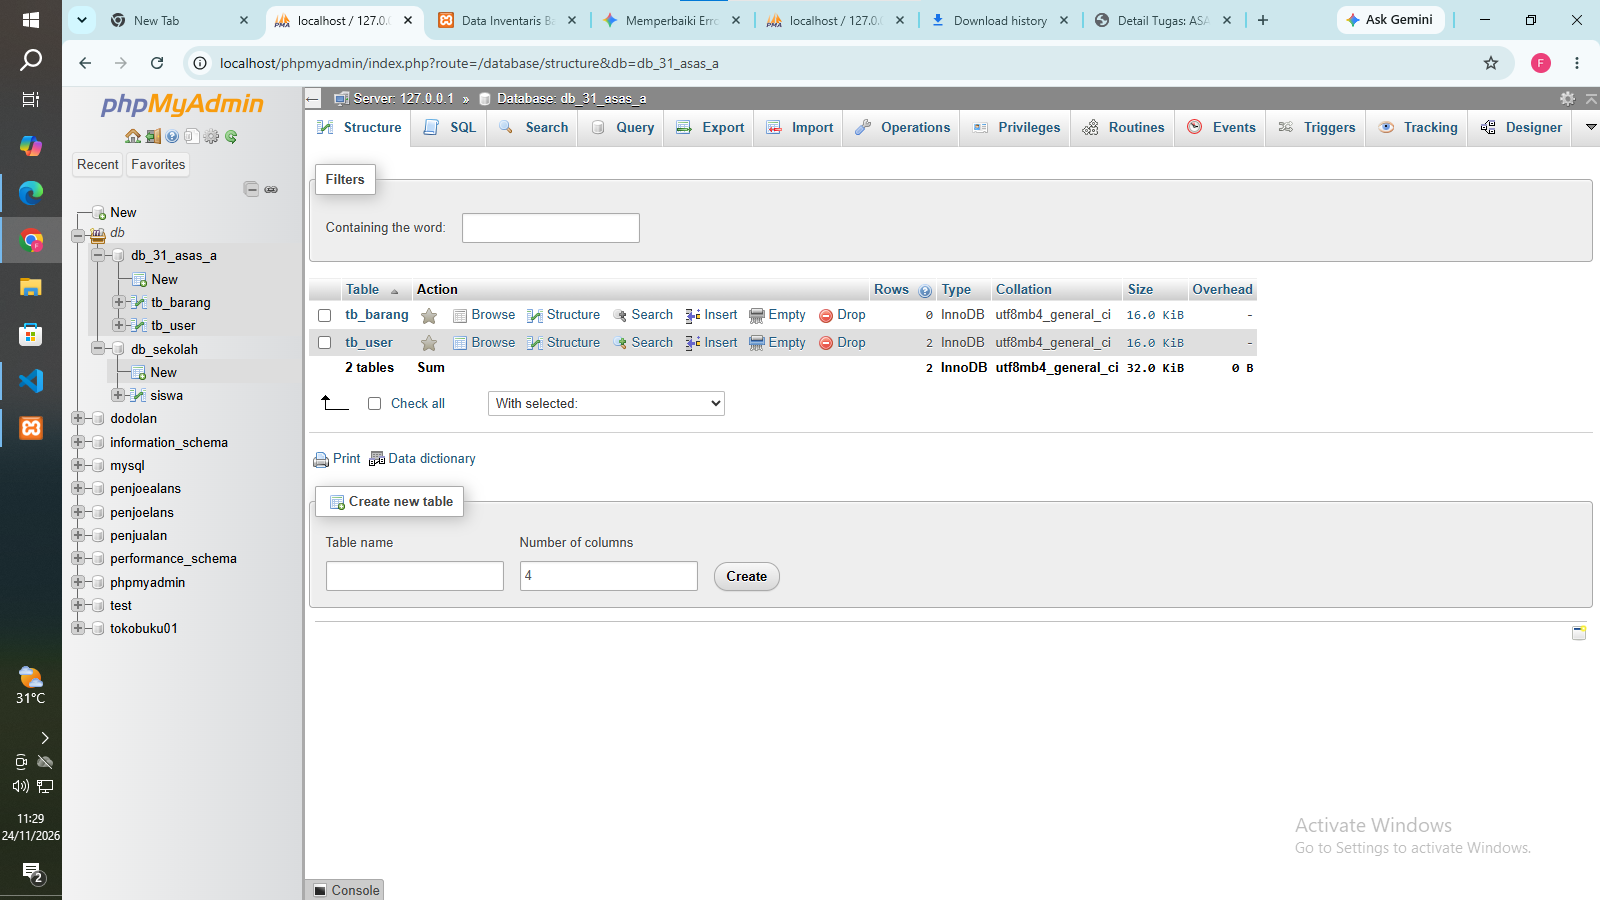 New Tab
localhost / 127.0.0
Data Inventaris Ba
Memperbaiki Erro
localhost / 127.0.0
Download history
Detail Tugas: ASA
Ask Gemini
localhost/phpmyadmin/index.php?route=/database/structure&db=db_31_asas_a
F
phpMyAdmin
Recent
Favorites
New
db
db_31_asas_a
New
tb_barang
tb_user
db_sekolah
New
siswa
dodolan
information_schema
mysql
penjoealans
penjoelans
penjualan
performance_schema
phpmyadmin
test
tokobuku01
Server: 127.0.0.1 » Database: db_31_asas_a
Structure SQL Search Query Export Import Operations Privileges Routines Events Triggers Tracking Designer
Filters
Containing the word:
Table Action Rows Type Collation Size Overhead
tb_barang Browse Structure Search Insert Empty Drop 0 InnoDB utf8mb4_general_ci 16.0 KiB -
tb_user Browse Structure Search Insert Empty Drop 2 InnoDB utf8mb4_general_ci 16.0 KiB -
2 tables Sum 2 InnoDB utf8mb4_general_ci 32.0 KiB 0 B
Check all With selected:
Print Data dictionary
Create new table
Table name Number of columns
4 Create
Console
Activate Windows
Go to Settings to activate Windows.
31°C
11:29
24/11/2026
2